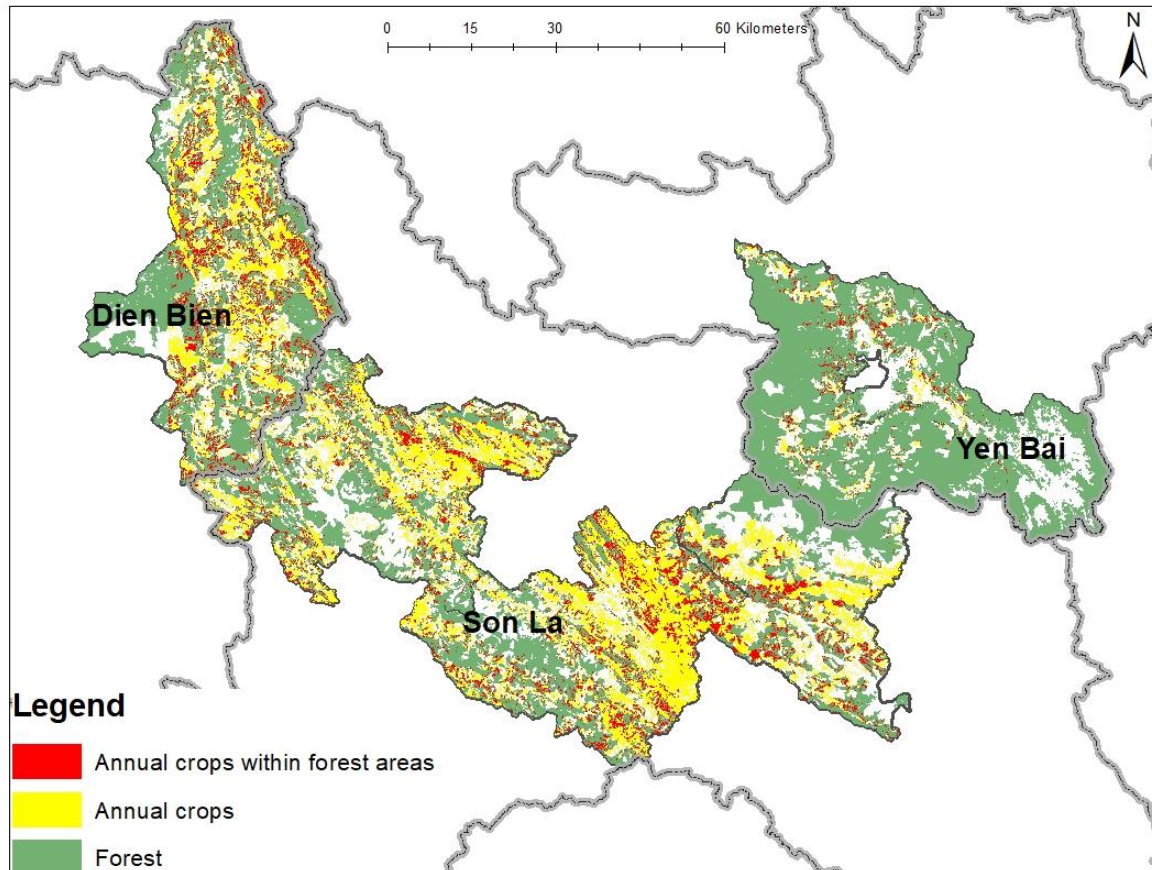 0 15 30 60 Kilometers
N
Dien Bien
Yen Bai
Son La
Legend
Annual crops within forest areas
Annual crops
Forest